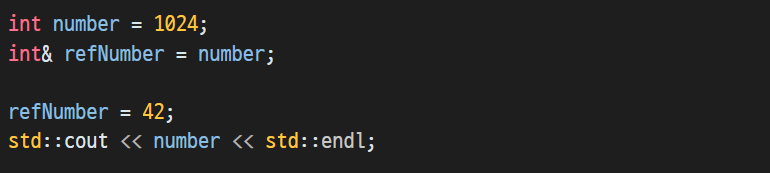 int number = 1024;
int& refNumber = number;
refNumber = 42;
std::cout << number << std::endl;